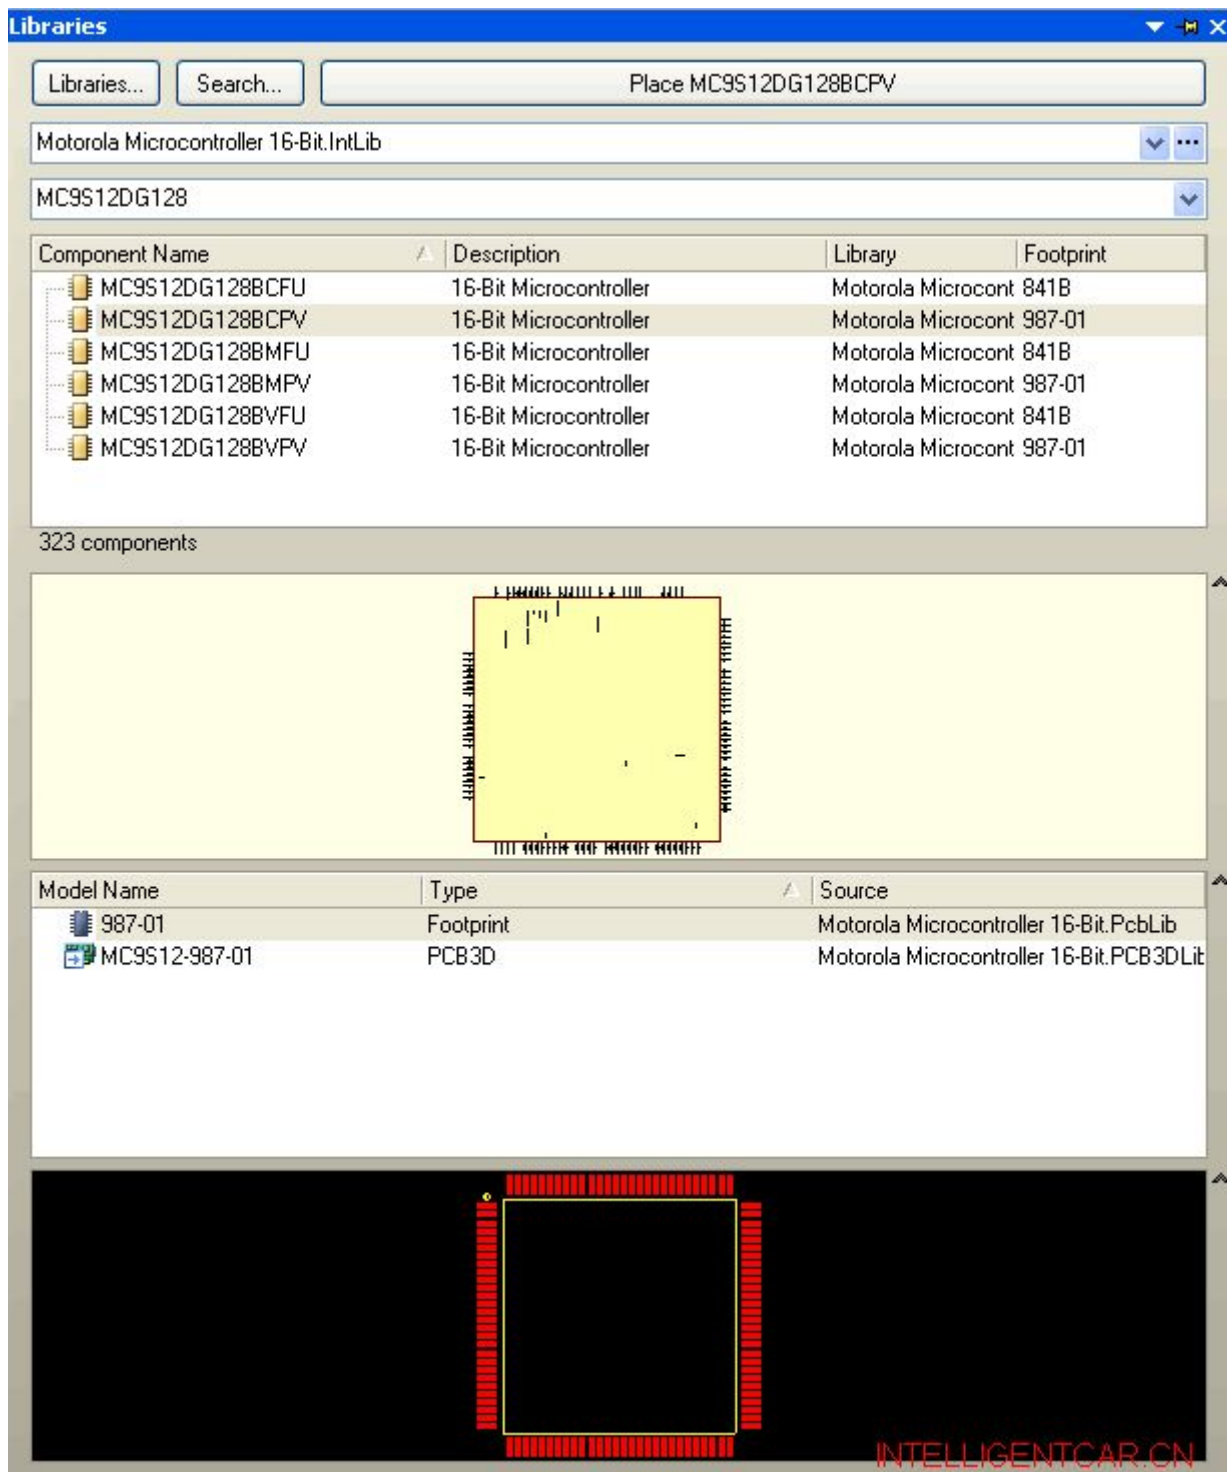 Libraries
Libraries... Search... Place MC9S12DG128BCPV
Motorola Microcontroller 16-Bit.IntLib ...
MC9S12DG128
Component Name Description Library Footprint
MC9S12DG128BCFU 16-Bit Microcontroller Motorola Microcont 841B
MC9S12DG128BCPV 16-Bit Microcontroller Motorola Microcont 987-01
MC9S12DG128BMFU 16-Bit Microcontroller Motorola Microcont 841B
MC9S12DG128BMPV 16-Bit Microcontroller Motorola Microcont 987-01
MC9S12DG128BVFU 16-Bit Microcontroller Motorola Microcont 841B
MC9S12DG128BVPV 16-Bit Microcontroller Motorola Microcont 987-01
323 components
Model Name Type Source
987-01 Footprint Motorola Microcontroller 16-Bit.PcbLib
MC9S12-987-01 PCB3D Motorola Microcontroller 16-Bit.PCB3DLib
INTELLIGENTCAR.CN